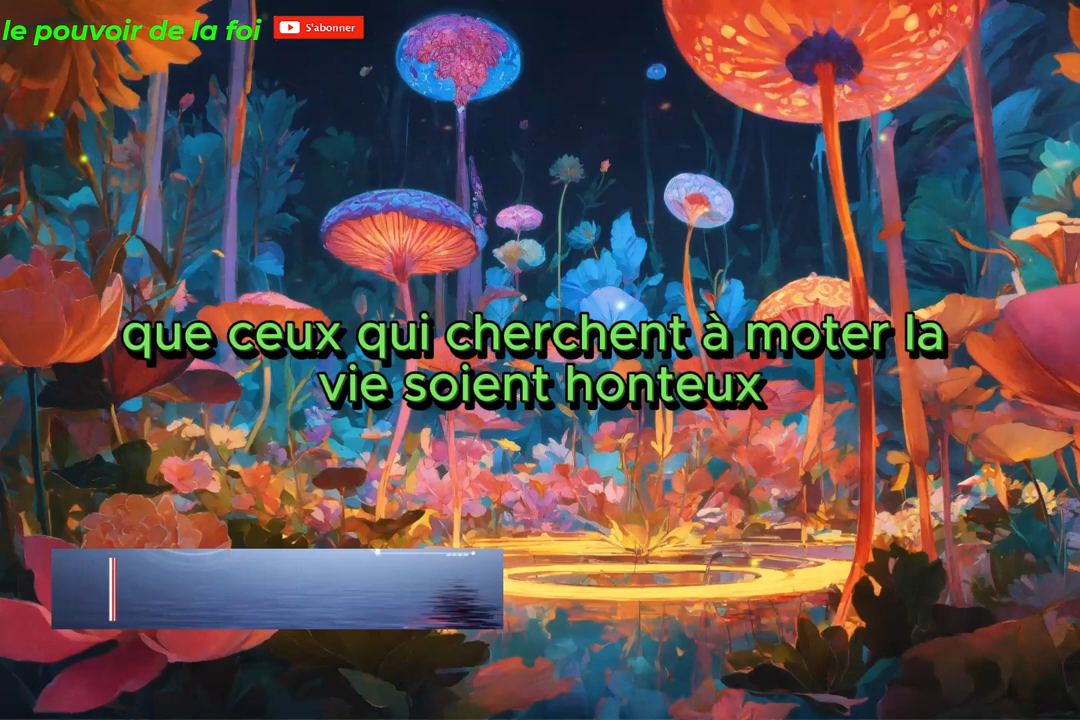 le pouvoir de la foi
S'abonner
que ceux qui cherchent à moter la
vie soient honteux